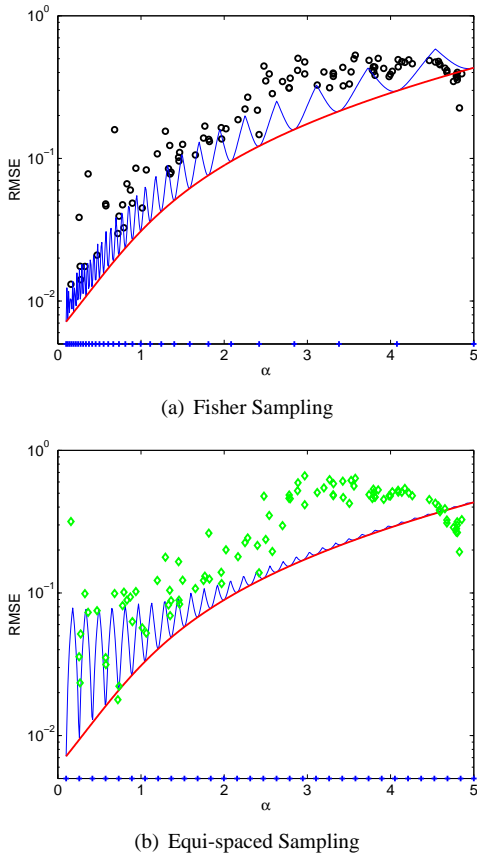 10^0
10^-1
10^-2
RMSE
0 1 2 3 4 5
α
(a) Fisher Sampling
10^0
10^-1
10^-2
RMSE
0 1 2 3 4 5
α
(b) Equi-spaced Sampling